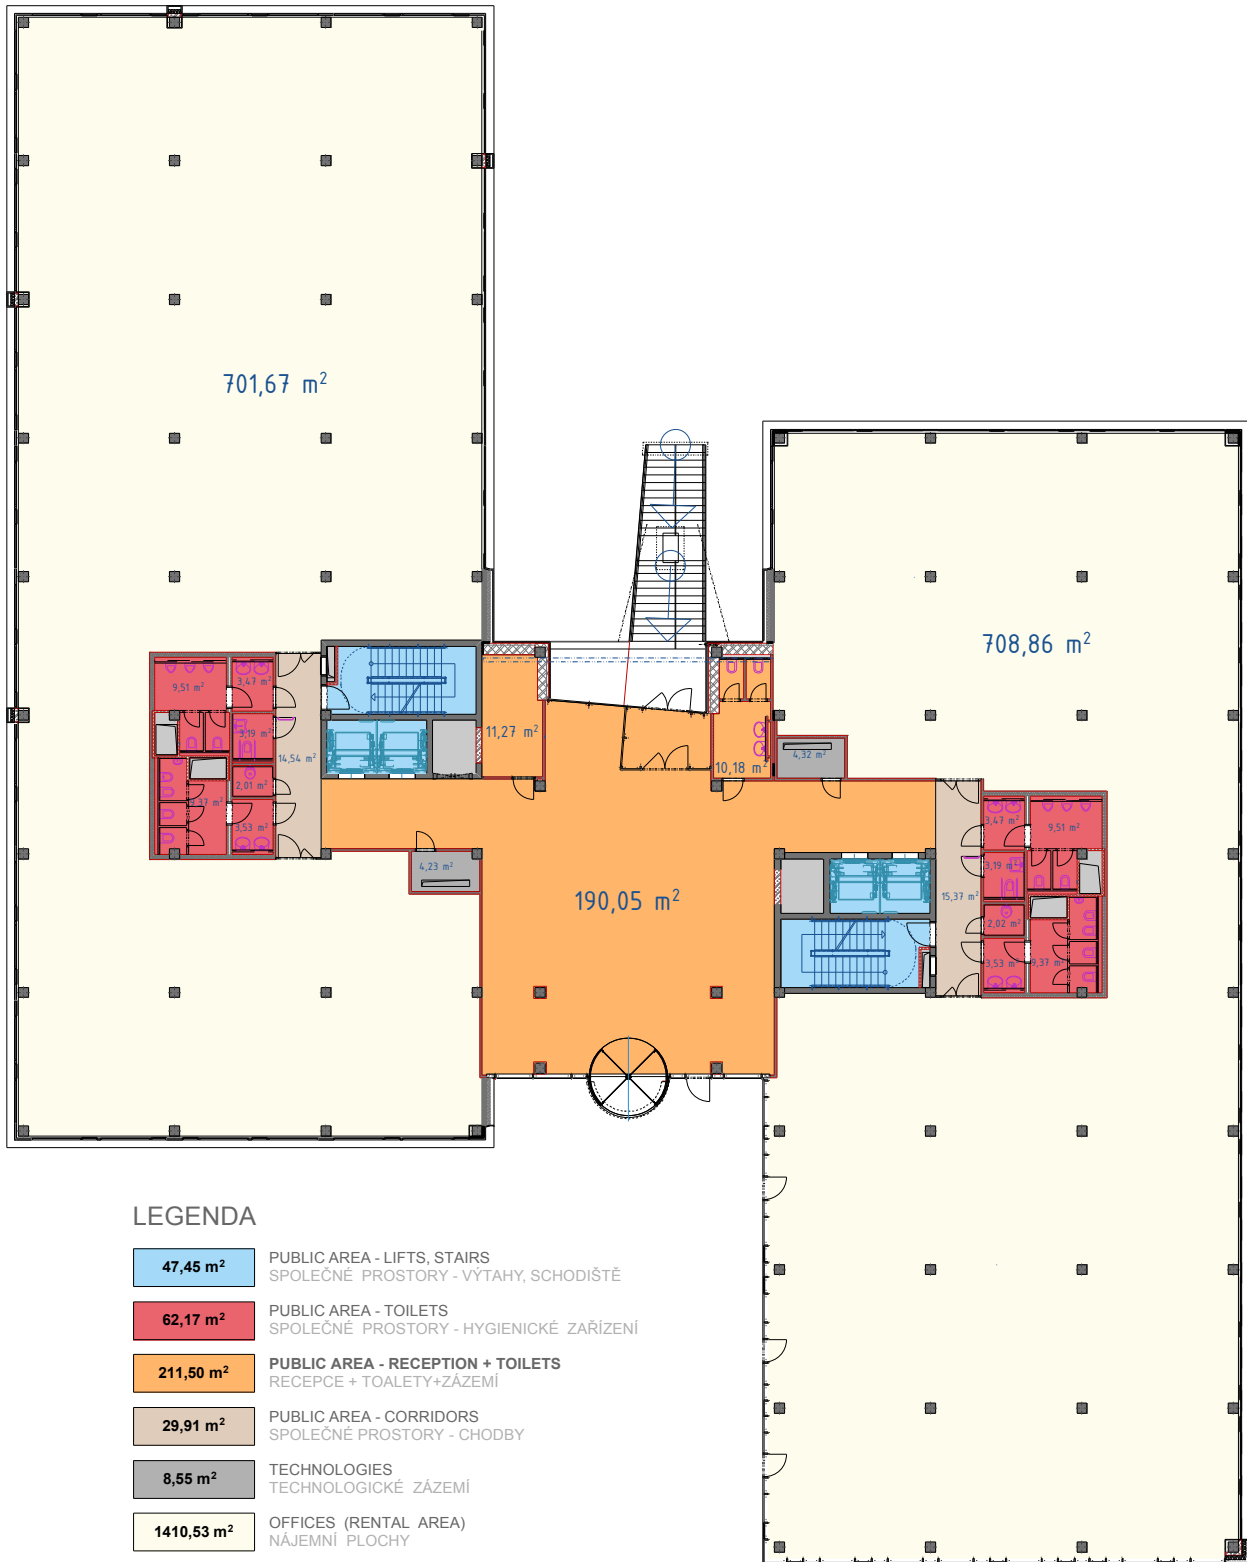 701,67 m²
708,86 m²
9,51 m²
3,47 m²
3,19 m²
14,54 m²
2,01 m²
9,37 m²
3,53 m²
11,27 m²
10,18 m²
4,32 m²
4,23 m²
190,05 m²
3,47 m²
9,51 m²
3,19 m²
15,37 m²
2,02 m²
3,53 m²
9,37 m²
LEGENDA
47,45 m²
PUBLIC AREA - LIFTS, STAIRS
SPOLEČNÉ PROSTORY - VÝTAHY, SCHODIŠTĚ
62,17 m²
PUBLIC AREA - TOILETS
SPOLEČNÉ PROSTORY - HYGIENICKÉ ZAŘÍZENÍ
211,50 m²
PUBLIC AREA - RECEPTION + TOILETS
RECEPCE + TOALETY+ZÁZEMÍ
29,91 m²
PUBLIC AREA - CORRIDORS
SPOLEČNÉ PROSTORY - CHODBY
8,55 m²
TECHNOLOGIES
TECHNOLOGICKÉ ZÁZEMÍ
1410,53 m²
OFFICES (RENTAL AREA)
NÁJEMNÍ PLOCHY